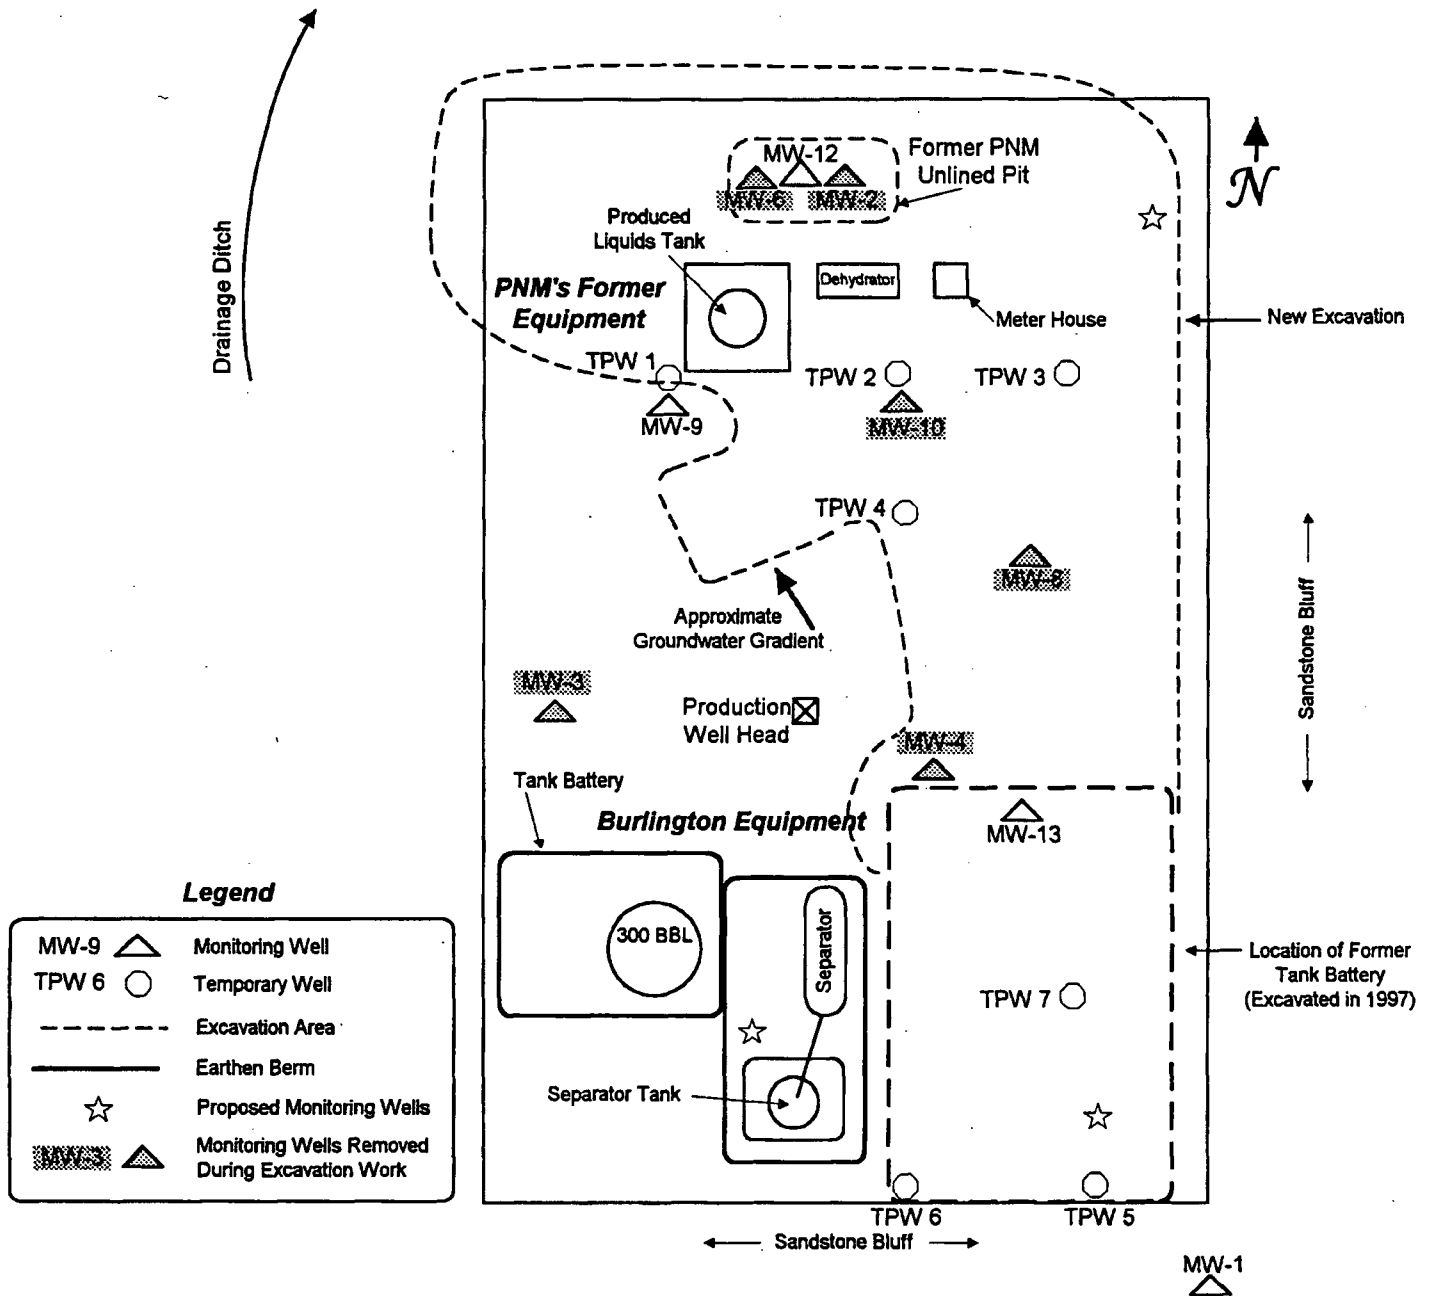 MW-12
MW-6
MW-2
Former PNM
Unlined Pit
N
Produced
Liquids Tank
Drainage Ditch
PNM's Former
Equipment
Dehydrator
Meter House
New Excavation
TPW 1
TPW 2
TPW 3
MW-9
MW-10
TPW 4
MW-8
Approximate
Groundwater Gradient
Sandstone Bluff
MW-3
Production
Well Head
MW-4
Tank Battery
Burlington Equipment
MW-13
300 BBL
Separator
Location of Former
Tank Battery
(Excavated in 1997)
TPW 7
Separator Tank
TPW 6
TPW 5
Sandstone Bluff
MW-1
Legend
MW-9 Monitoring Well
TPW 6 Temporary Well
Excavation Area
Earthen Berm
Proposed Monitoring Wells
MW-3 Monitoring Wells Removed
During Excavation Work